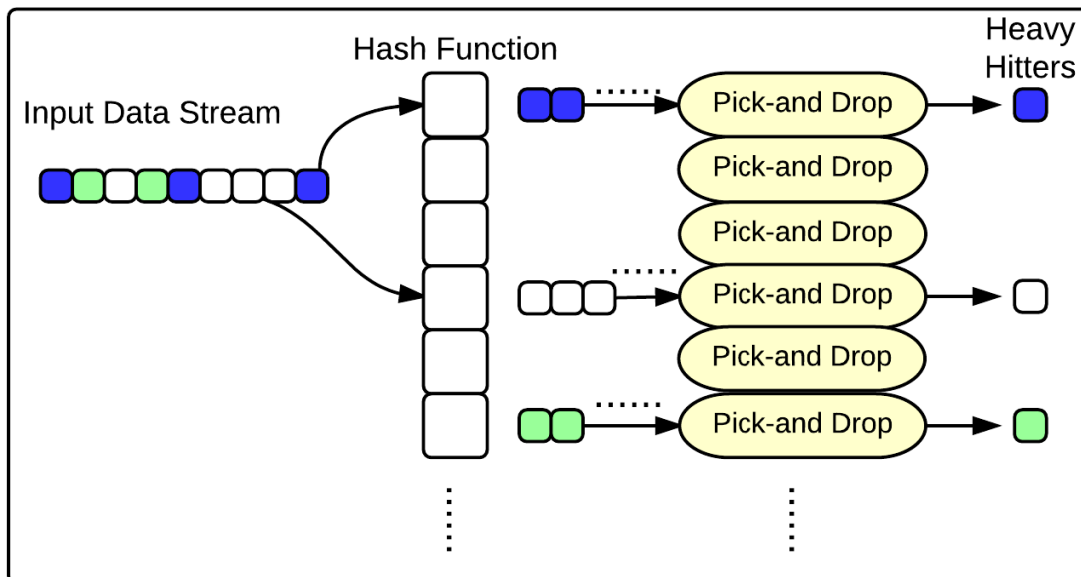 Heavy
Hitters
Hash Function
Input Data Stream
Pick-and Drop
Pick-and Drop
Pick-and Drop
Pick-and Drop
Pick-and Drop
Pick-and Drop